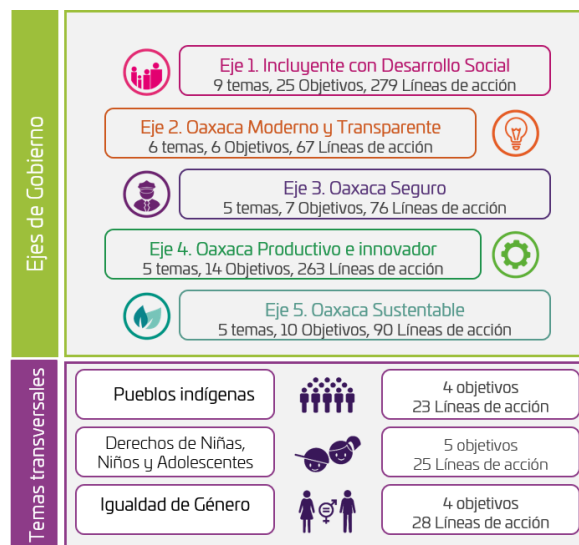 Ejes de Gobierno
Eje 1. Incluyente con Desarrollo Social
9 temas, 25 Objetivos, 279 Líneas de acción
Eje 2. Oaxaca Moderno y Transparente
6 temas, 6 Objetivos, 67 Líneas de acción
Eje 3. Oaxaca Seguro
5 temas, 7 Objetivos, 76 Líneas de acción
Eje 4. Oaxaca Productivo e innovador
5 temas, 14 Objetivos, 263 Líneas de acción
Eje 5. Oaxaca Sustentable
5 temas, 10 Objetivos, 90 Líneas de acción
Temas transversales
Pueblos indígenas
4 objetivos
23 Líneas de acción
Derechos de Niñas,
Niños y Adolescentes
5 objetivos
25 Líneas de acción
Igualdad de Género
4 objetivos
28 Líneas de acción